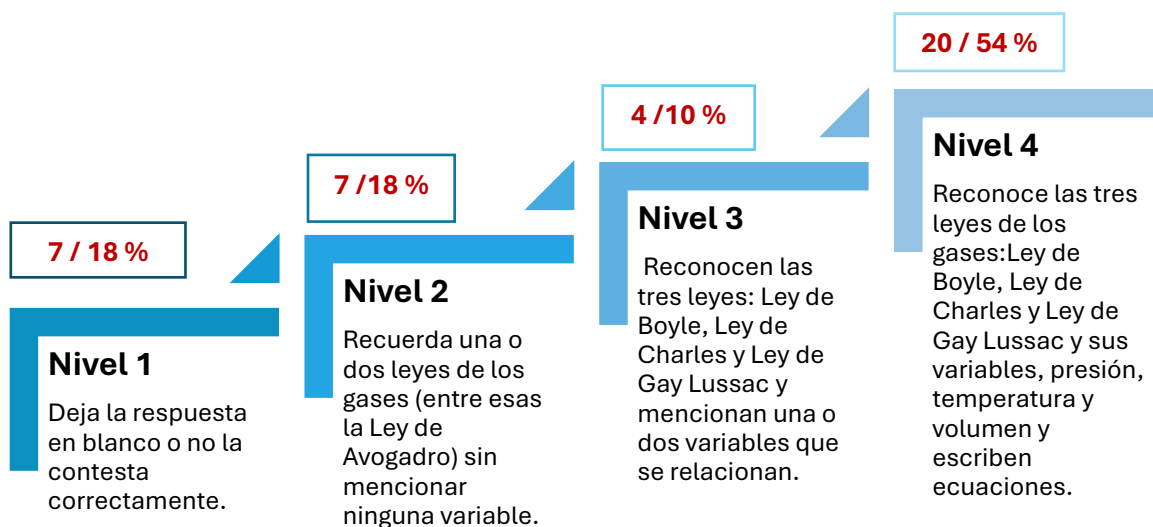 7 / 18 %
Nivel 1
Deja la respuesta
en blanco o no la
contesta
correctamente.
7 /18 %
Nivel 2
Recuerda una o
dos leyes de los
gases (entre esas
la Ley de
Avogadro) sin
mencionar
ninguna variable.
4 /10 %
Nivel 3
Reconocen las
tres leyes: Ley de
Boyle, Ley de
Charles y Ley de
Gay Lussac y
mencionan una o
dos variables que
se relacionan.
20 / 54 %
Nivel 4
Reconoce las tres
leyes de los
gases:Ley de
Boyle, Ley de
Charles y Ley de
Gay Lussac y sus
variables, presión,
temperatura y
volumen y
escriben
ecuaciones.